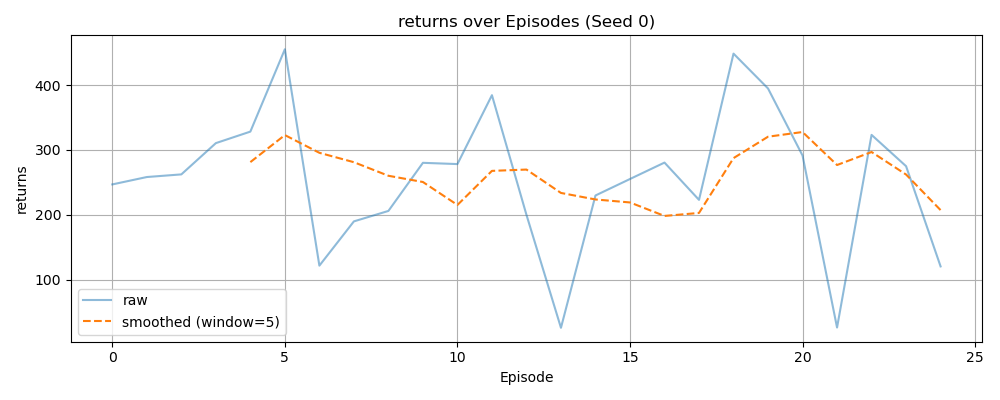 returns over Episodes (Seed 0)
returns
400
300
200
100
raw
smoothed (window=5)
0 5 10 15 20 25
Episode